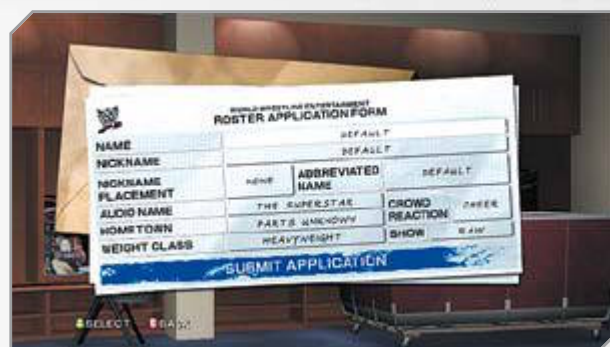 WORLD WRESTLING ENTERTAINMENT
ROSTER APPLICATION FORM
NAME DEFAULT
NICKNAME DEFAULT
NICKNAME PLACEMENT NONE ABBREVIATED NAME DEFAULT
AUDIO NAME THE SUPERSTAR CROWD REACTION CHEER
HOMETOWN PARTS UNKNOWN
WEIGHT CLASS HEAVYWEIGHT SHOW RAW
SUBMIT APPLICATION
A SELECT B BACK